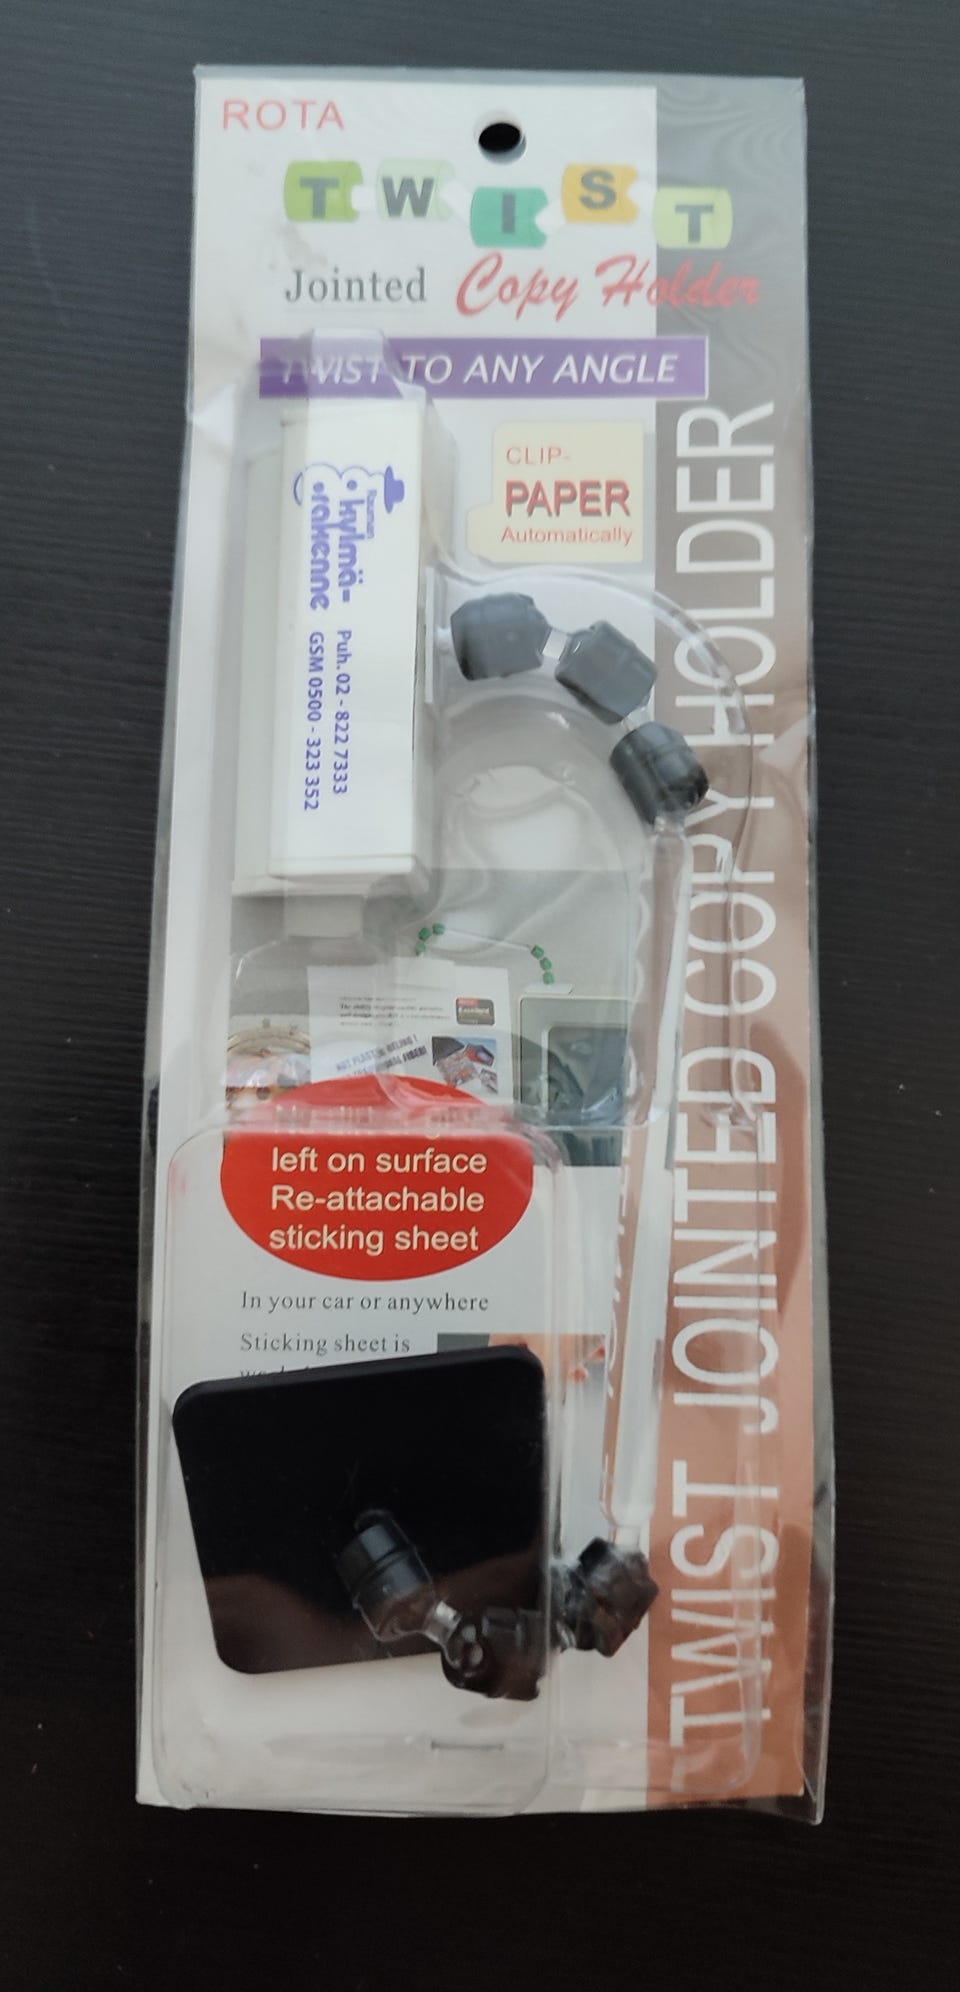 ROTA
TWIST
Jointed Copy Holder
TWIST TO ANY ANGLE
CLIP-
PAPER
Automatically
Rauman
kylmä-
rakenne
Puh. 02 - 822 7333
GSM 0500 - 323 352
TWIST JOINTED COPY HOLDER
left on surface
Re-attachable
sticking sheet
In your car or anywhere
Sticking sheet is